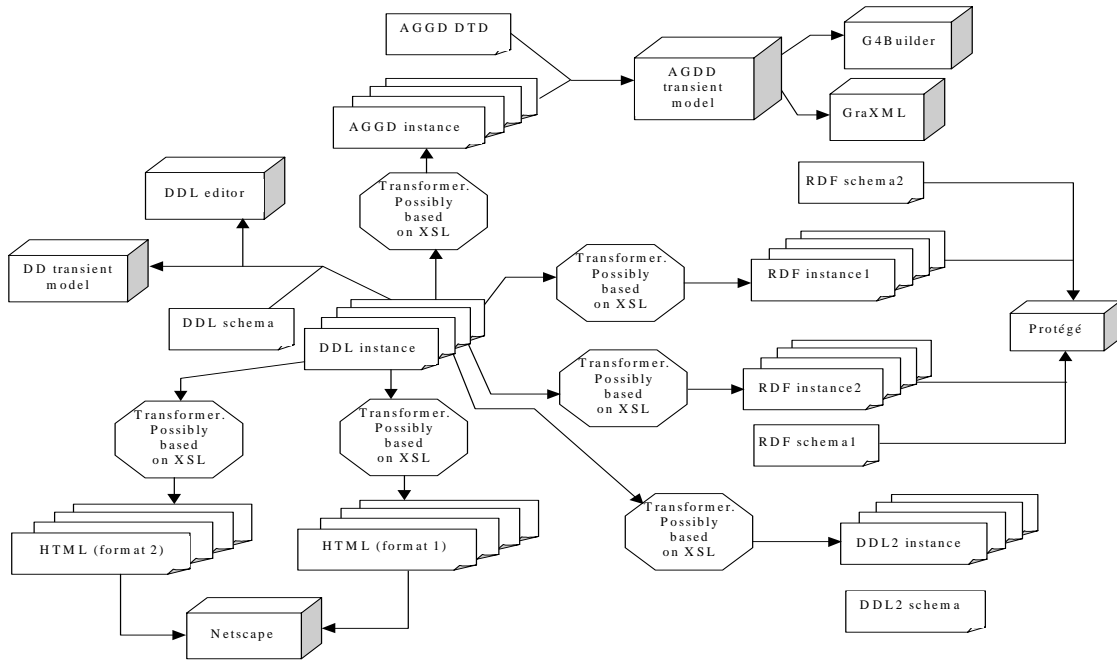 AGGD DTD
G4Builder
AGDD
transient
model
GraXML
AGGD instance
Transformer.
Possibly
based
on XSL
RDF schema2
DDL editor
DD transient
model
Transformer.
Possibly
based
on XSL
RDF instance1
DDL schema
DDL instance
Protégé
Transformer.
Possibly
based
on XSL
RDF instance2
Transformer.
Possibly
based
on XSL
Transformer.
Possibly
based
on XSL
RDF schema1
Transformer.
Possibly
based
on XSL
HTML (format 2)
HTML (format 1)
DDL2 instance
DDL2 schema
Netscape